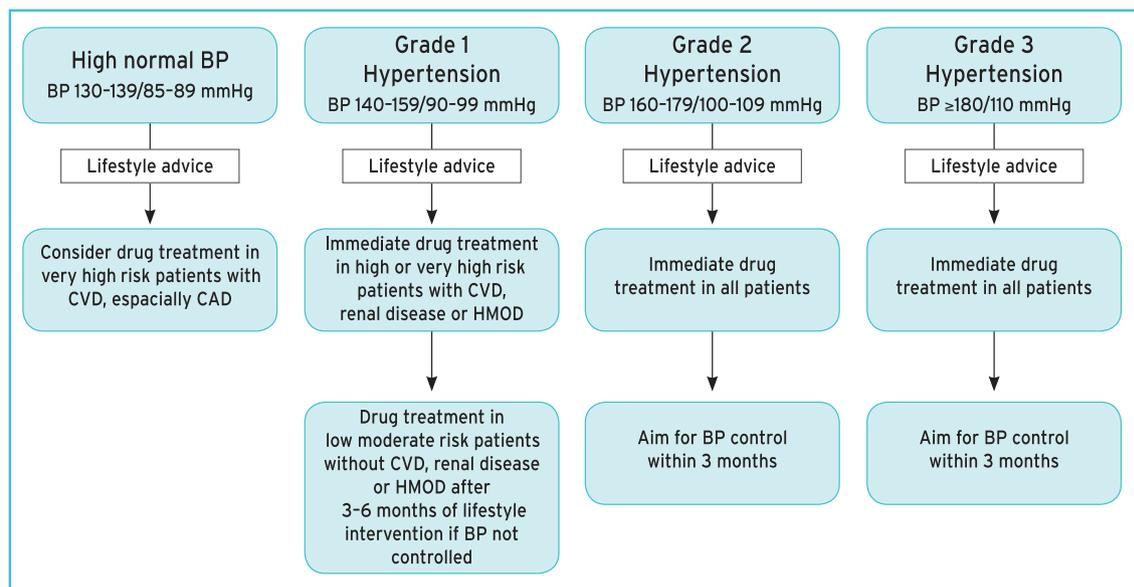 High normal BP
BP 130-139/85-89 mmHg
Lifestyle advice
Consider drug treatment in
very high risk patients with
CVD, espacially CAD
Grade 1
Hypertension
BP 140-159/90-99 mmHg
Lifestyle advice
Immediate drug treatment
in high or very high risk
patients with CVD,
renal disease or HMOD
Drug treatment in
low moderate risk patients
without CVD, renal disease
or HMOD after
3-6 months of lifestyle
intervention if BP not
controlled
Grade 2
Hypertension
BP 160-179/100-109 mmHg
Lifestyle advice
Immediate drug
treatment in all patients
Aim for BP control
within 3 months
Grade 3
Hypertension
BP ≥180/110 mmHg
Lifestyle advice
Immediate drug
treatment in all patients
Aim for BP control
within 3 months